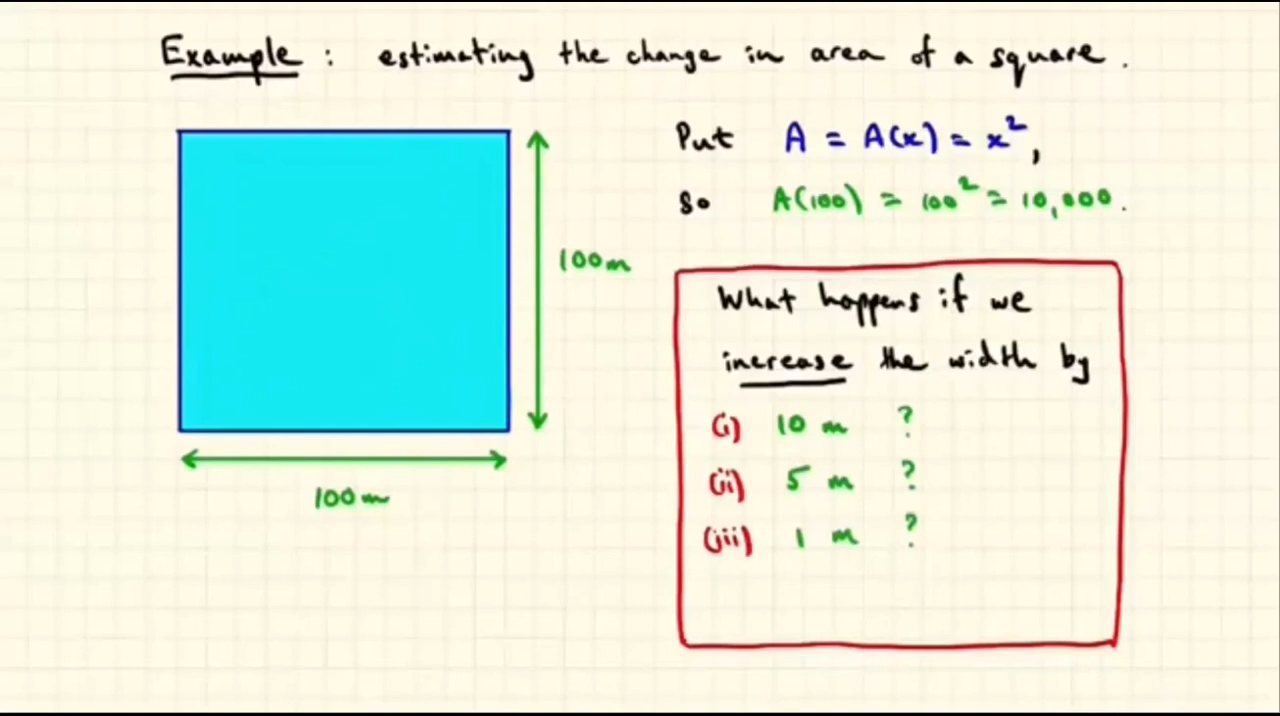 Example : estimating the change in area of a square.
Put A = A(x) = x²,
so A(100) = 100² = 10,000.
100m
100m
What happens if we
increase the width by
(i) 10 m ?
(ii) 5 m ?
(iii) 1 m ?